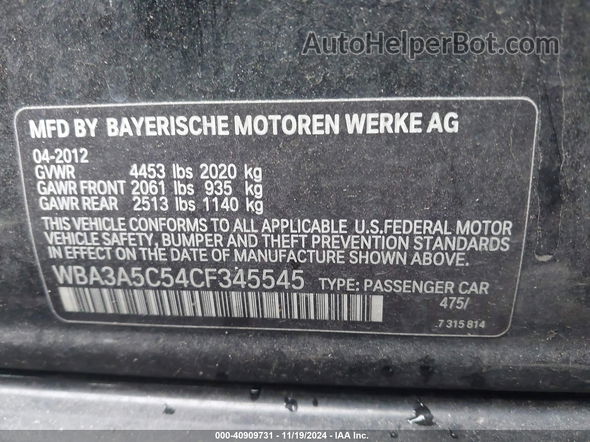 AutoHelperBot.com
MFD BY BAYERISCHE MOTOREN WERKE AG
04-2012
GVWR 4453 lbs 2020 kg
GAWR FRONT 2061 lbs 935 kg
GAWR REAR 2513 lbs 1140 kg
THIS VEHICLE CONFORMS TO ALL APPLICABLE U.S.FEDERAL MOTOR
VEHICLE SAFETY, BUMPER AND THEFT PREVENTION STANDARDS
IN EFFECT ON THE DATE OF MANUFACTURE SHOWN ABOVE.
WBA3A5C54CF345545 TYPE: PASSENGER CAR
475/
7 315 814
000-40909731 - 11/19/2024 - IAA Inc.